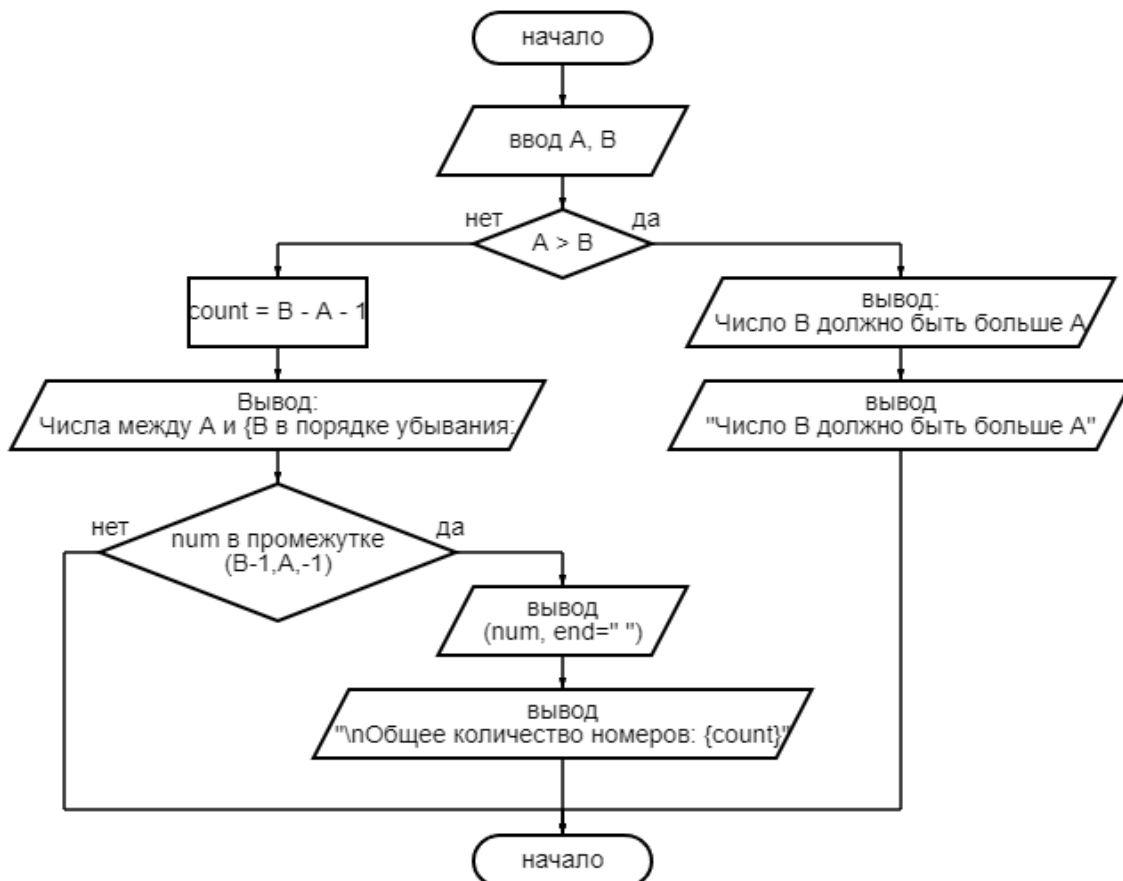 начало
ввод A, B
нет
да
A > B
count = B - A - 1
вывод:
Число B должно быть больше A
Вывод:
Числа между A и {B в порядке убывания:
вывод
"Число B должно быть больше A"
нет
да
num в промежутке
(B-1,A,-1)
вывод
(num, end=" ")
вывод
"\nОбщее количество номеров: {count}"
начало